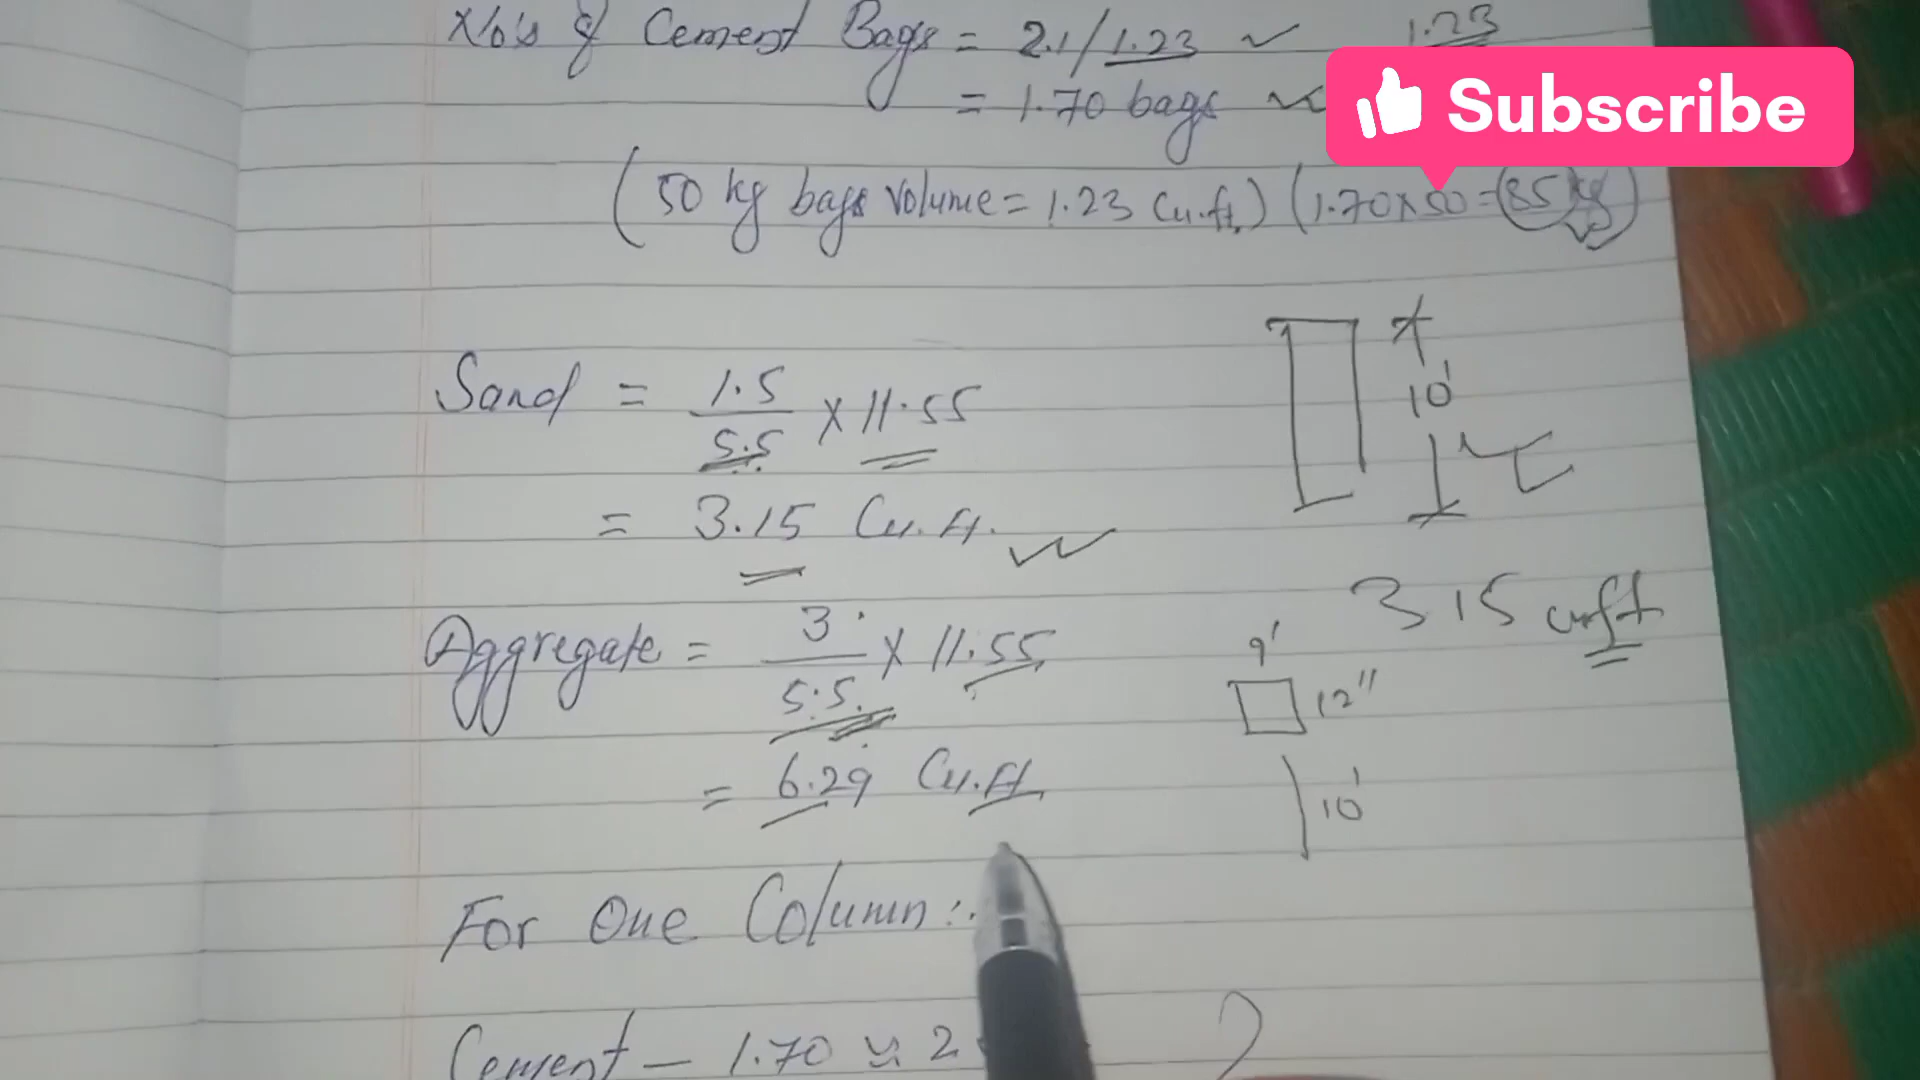 No's of Cement Bags = 2.1/1.23 1.23
= 1.70 bags
Subscribe
(50 kg bags Volume = 1.23 Cu.ft.) (1.70x50=85kg)
Sand = 1.5/5.5 x 11.55
10'
= 3.15 Cu.ft.
3.15 cuft
Aggregate = 3/5.5 x 11.55
9'
12"
= 6.29 Cu.ft
10'
For One Column:.
Cement - 1.70 ≈ 2